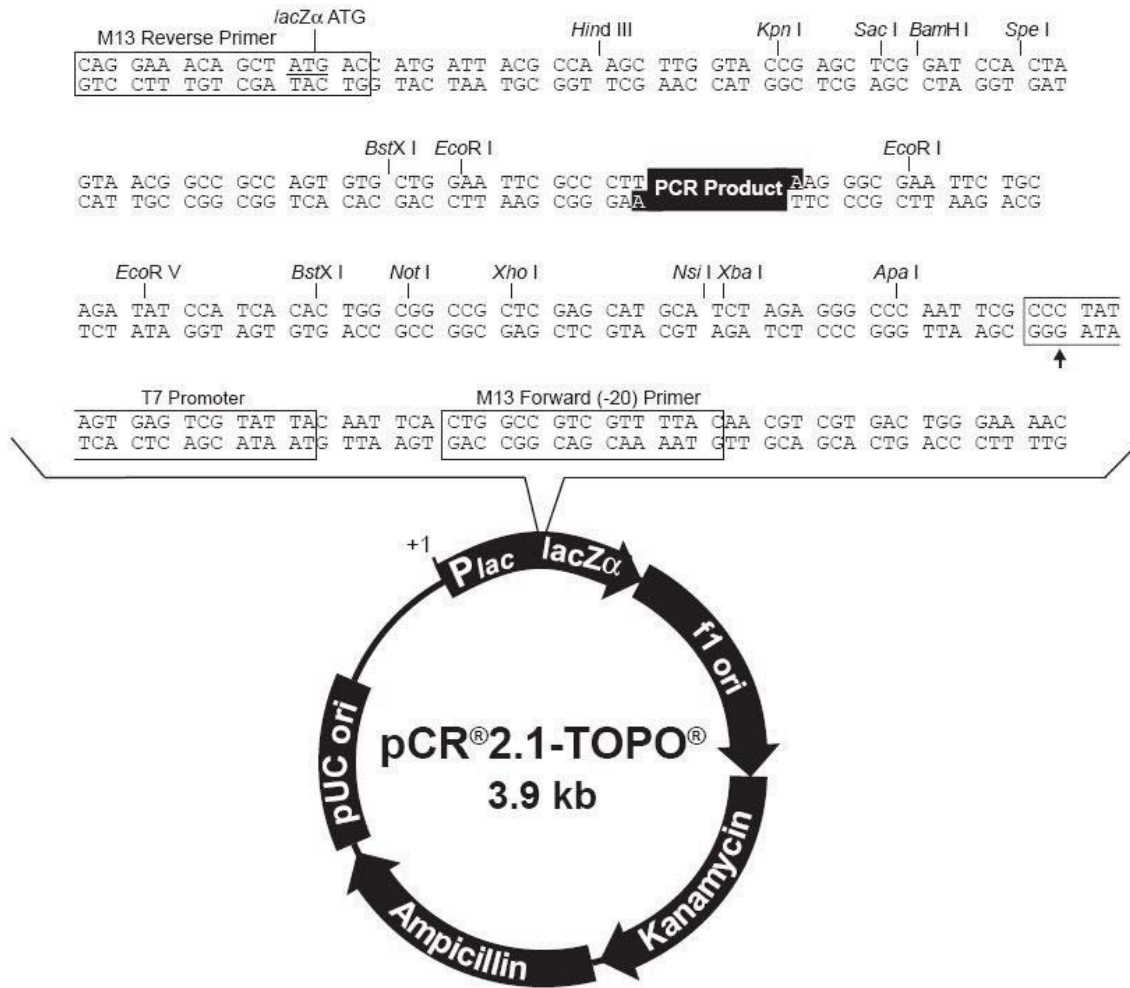 lacZα ATG
M13 Reverse Primer
Hind III Kpn I Sac I BamH I Spe I
CAG GAA ACA GCT ATG ACC ATG ATT ACG CCA AGC TTG GTA CCG AGC TCG GAT CCA CTA
GTC CTT TGT CGA TAC TGG TAC TAA TGC GGT TCG AAC CAT GGC TCG AGC CTA GGT GAT
BstX I EcoR I EcoR I
GTA ACG GCC GCC AGT GTG CTG GAA TTC GCC CTT PCR Product AAG GGC GAA TTC TGC
CAT TGC CGG CGG TCA CAC GAC CTT AAG CGG GAA TTC CCG CTT AAG ACG
EcoR V BstX I Not I Xho I Nsi I Xba I Apa I
AGA TAT CCA TCA CAC TGG CGG CCG CTC GAG CAT GCA TCT AGA GGG CCC AAT TCG CCC TAT
TCT ATA GGT AGT GTG ACC GCC GGC GAG CTC GTA CGT AGA TCT CCC GGG TTA AGC GGG ATA
T7 Promoter M13 Forward (-20) Primer
AGT GAG TCG TAT TAC AAT TCA CTG GCC GTC GTT TTA CAA CGT CGT GAC TGG GAA AAC
TCA CTC AGC ATA ATG TTA AGT GAC CGG CAG CAA AAT GTT GCA GCA CTG ACC CTT TTG
+1
Plac lacZα
f1 ori
Kanamycin
Ampicillin
pUC ori
pCR®2.1-TOPO®
3.9 kb